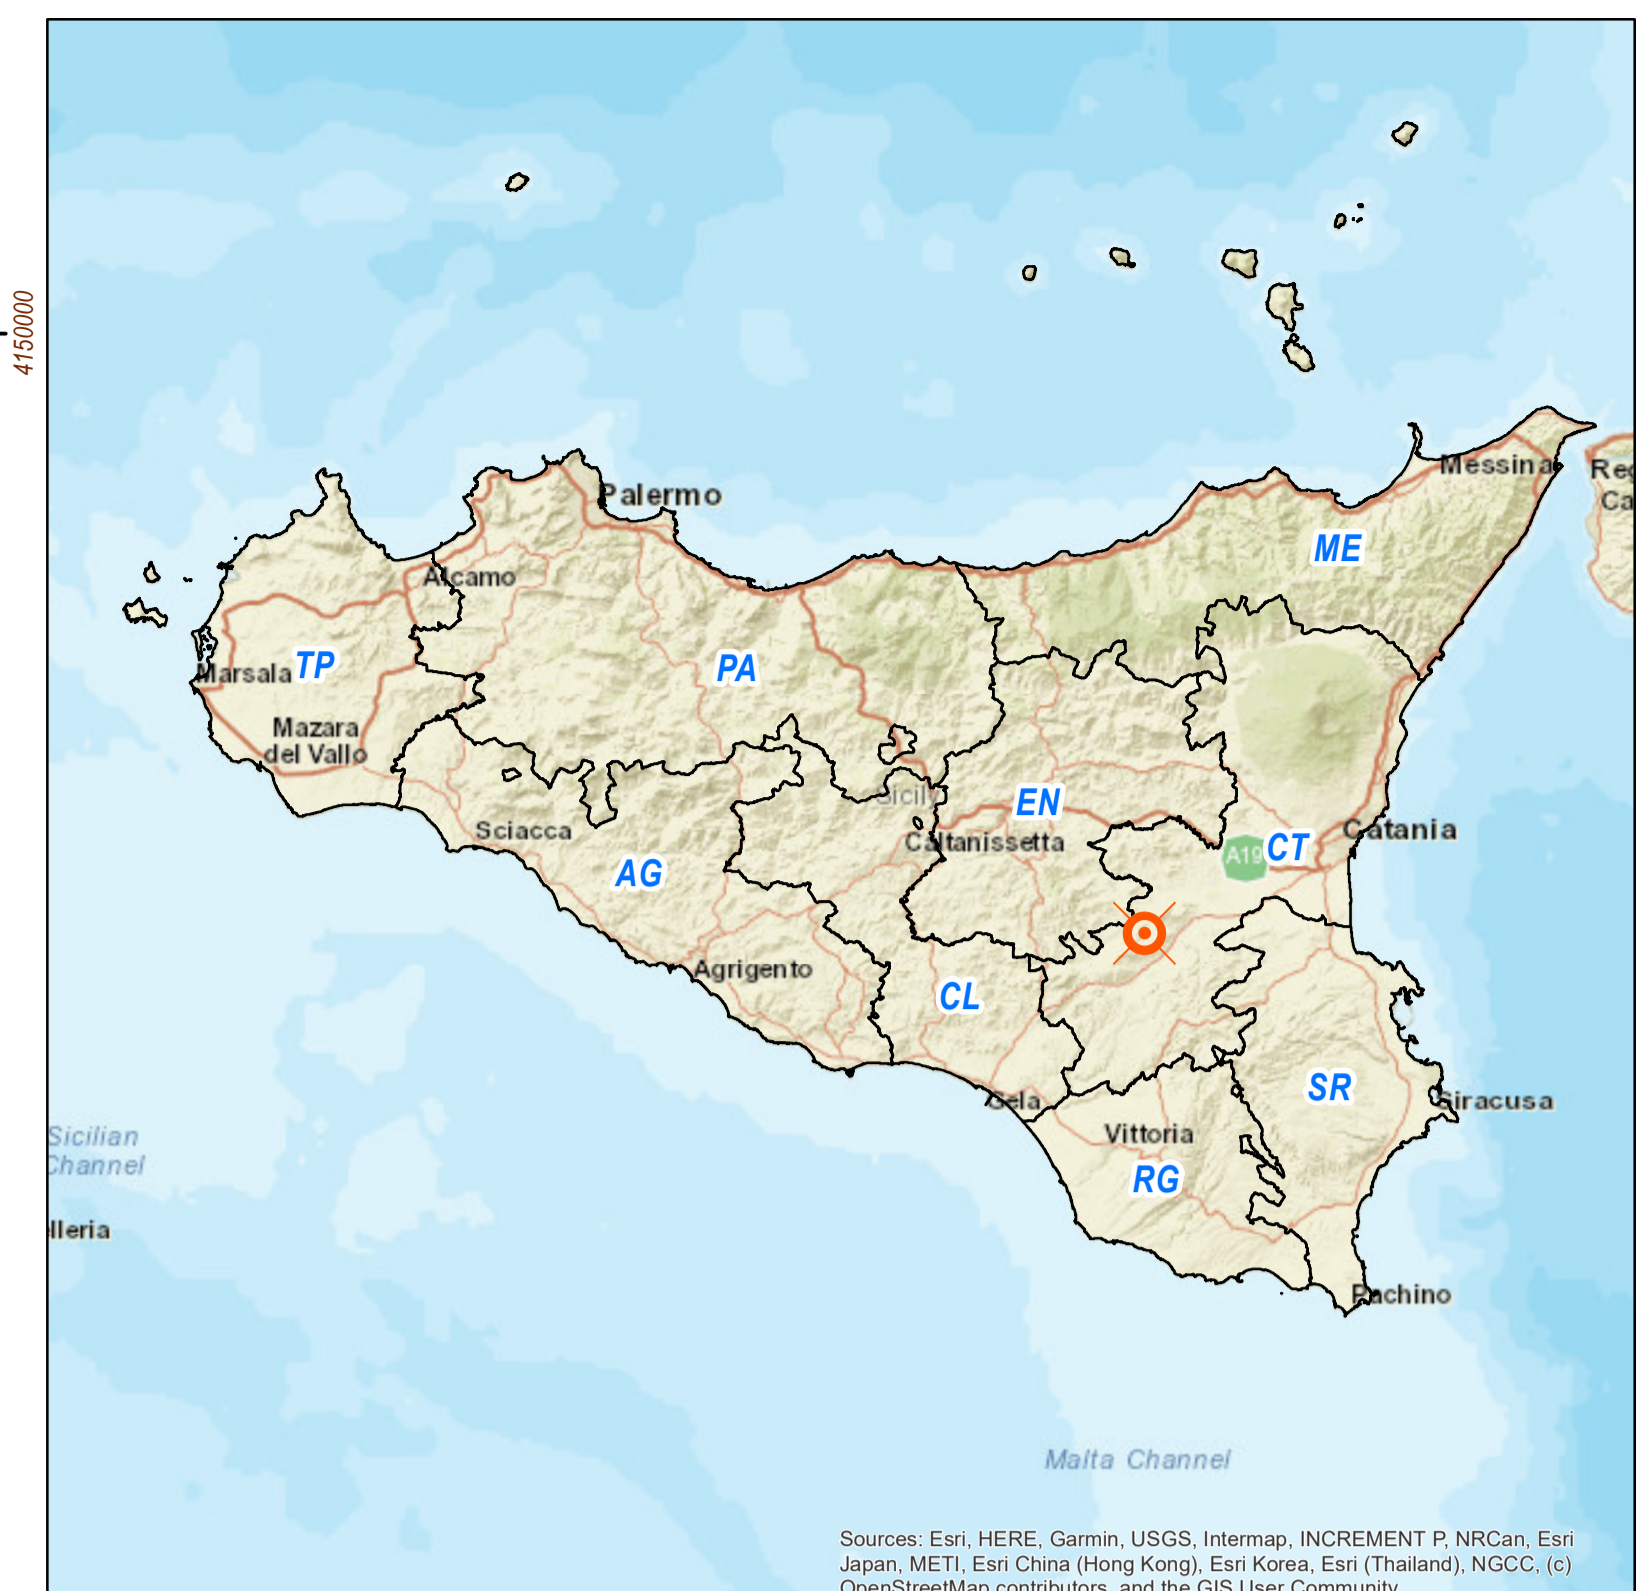 4150000
Messina
Palermo
ME
Alcamo
TP
PA
Marsala
Mazara
del Vallo
Sicily
EN
Sciacca
Caltanissetta
A19
CT
Catania
AG
Agrigento
CL
SR
Gela
Siracusa
Vittoria
Sicilian
Channel
RG
lleria
Pachino
Malta Channel
Sources: Esri, HERE, Garmin, USGS, Intermap, INCREMENT P, NRCan, Esri
Japan, METI, Esri China (Hong Kong), Esri Korea, Esri (Thailand), NGCC, (c)
OpenStreetMap contributors, and the GIS User Community